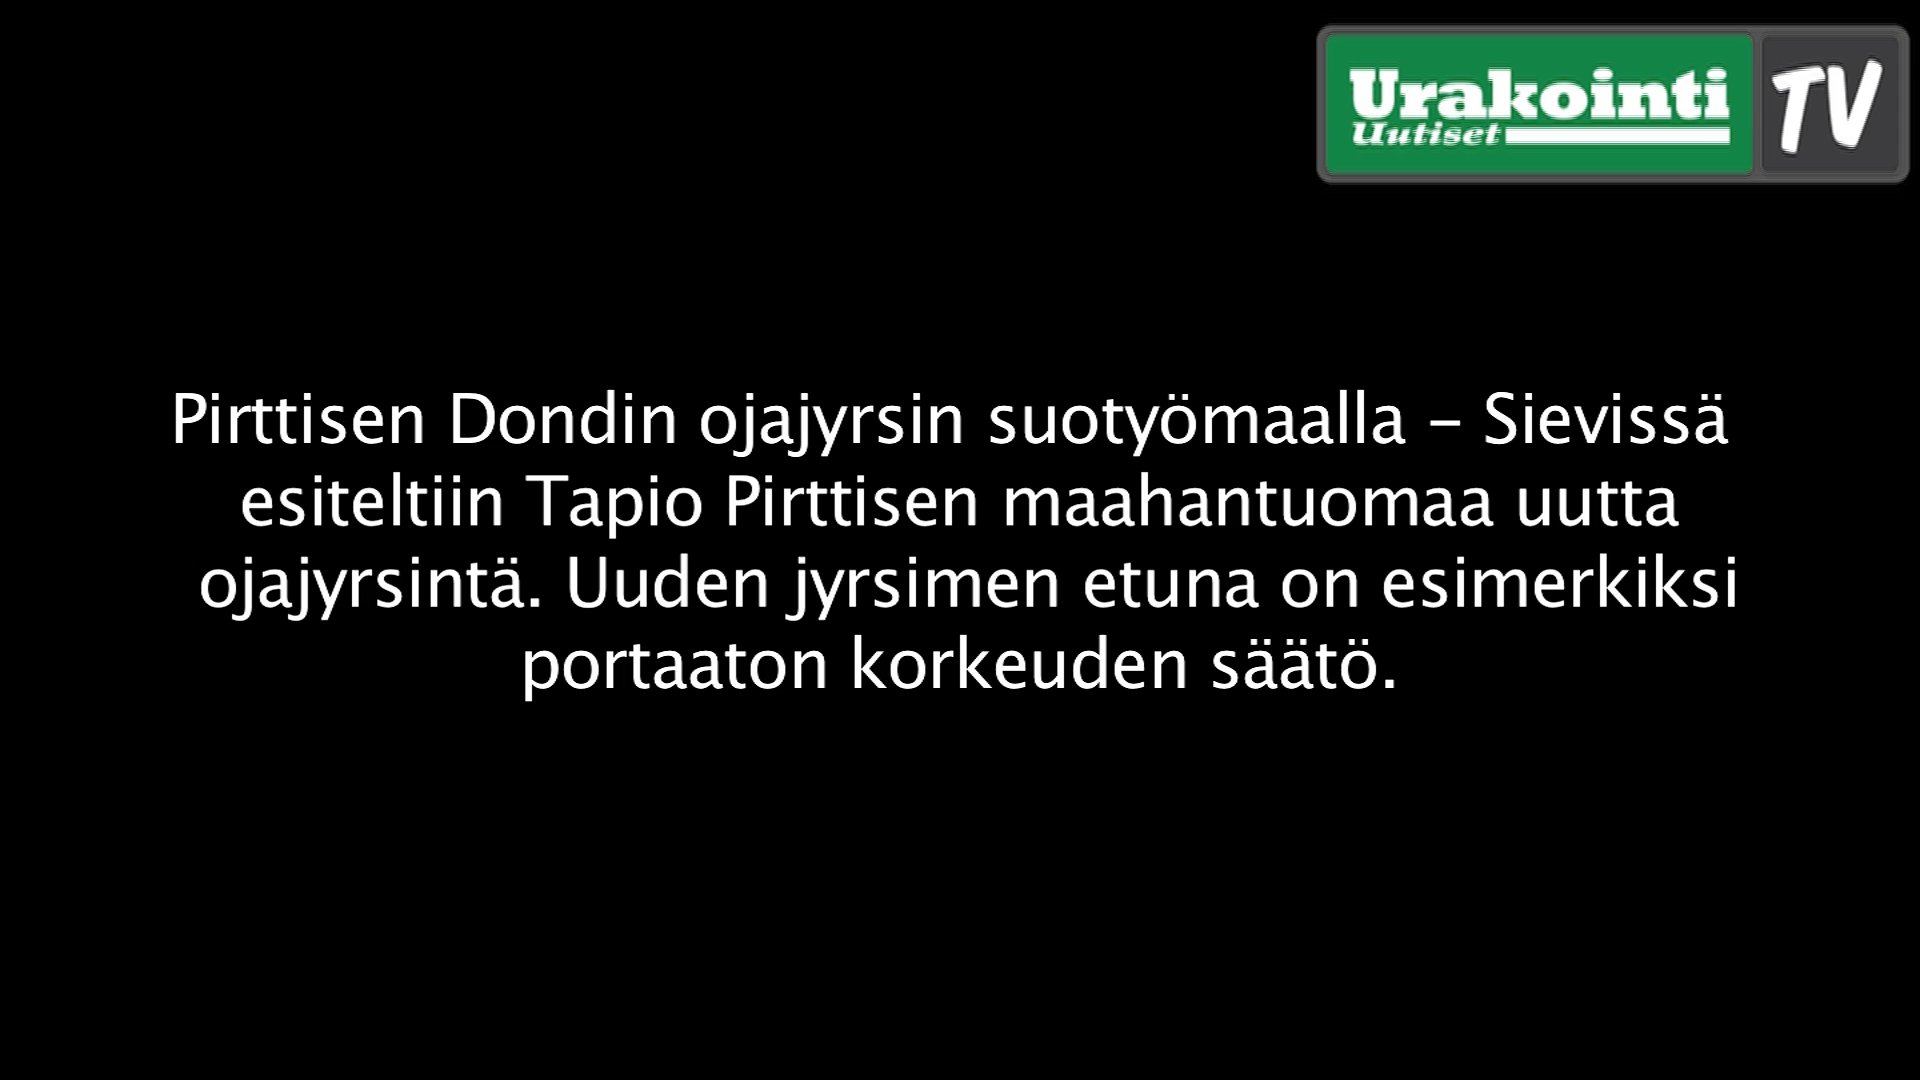 Urakointi
Uutiset
TV
Pirttisen Dondin ojajyrsin suotyömaalla – Sievissä
esiteltiin Tapio Pirttisen maahantuomaa uutta
ojajyrsintä. Uuden jyrsimen etuna on esimerkiksi
portaaton korkeuden säätö.